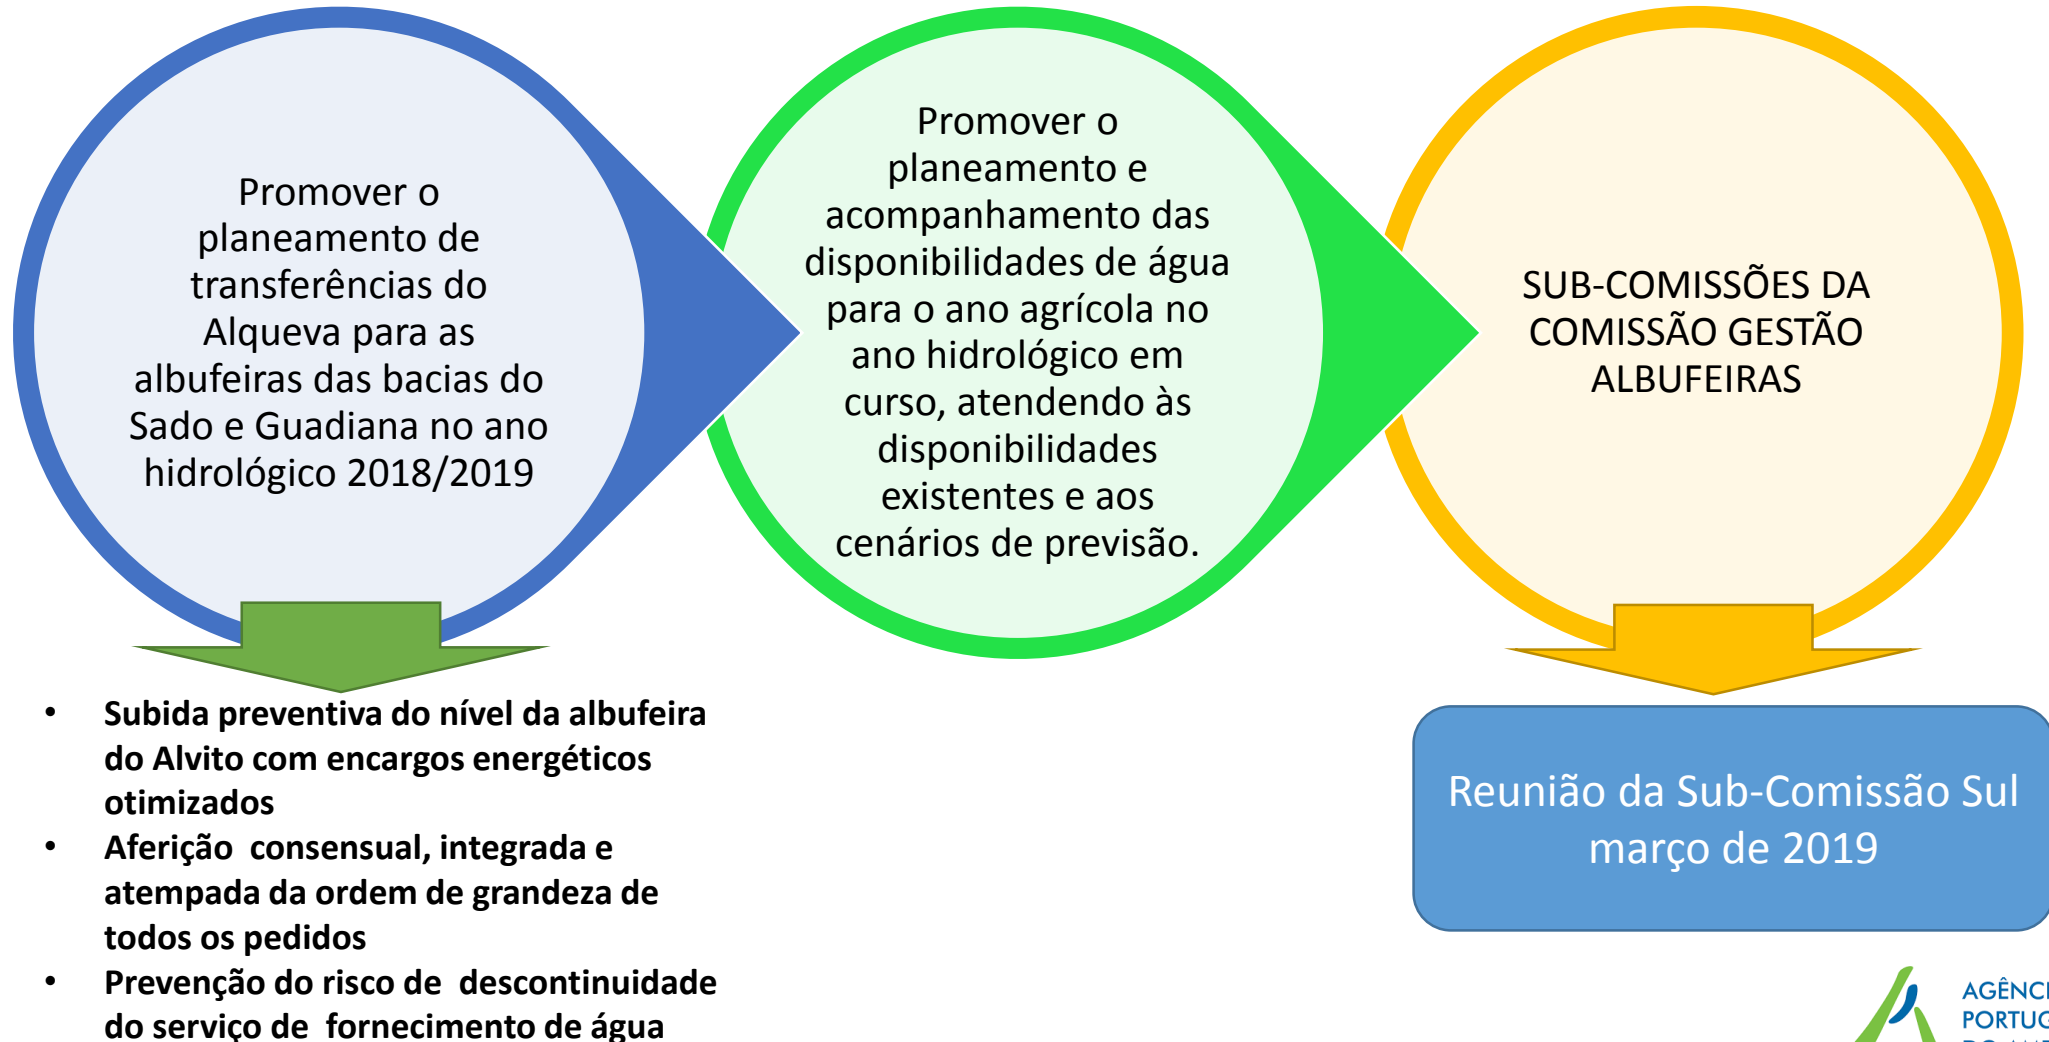 Promover o
planeamento de
transferências do
Alqueva para as
albufeiras das bacias do
Sado e Guadiana no ano
hidrológico 2018/2019
Promover o
planeamento e
acompanhamento das
disponibilidades de água
para o ano agrícola no
ano hidrológico em
curso, atendendo às
disponibilidades
existentes e aos
cenários de previsão.
SUB-COMISSÕES DA
COMISSÃO GESTÃO
ALBUFEIRAS
• Subida preventiva do nível da albufeira
do Alvito com encargos energéticos
otimizados
• Aferição consensual, integrada e
atempada da ordem de grandeza de
todos os pedidos
• Prevenção do risco de descontinuidade
do serviço de fornecimento de água
Reunião da Sub-Comissão Sul
março de 2019
AGÊNCI
PORTUG